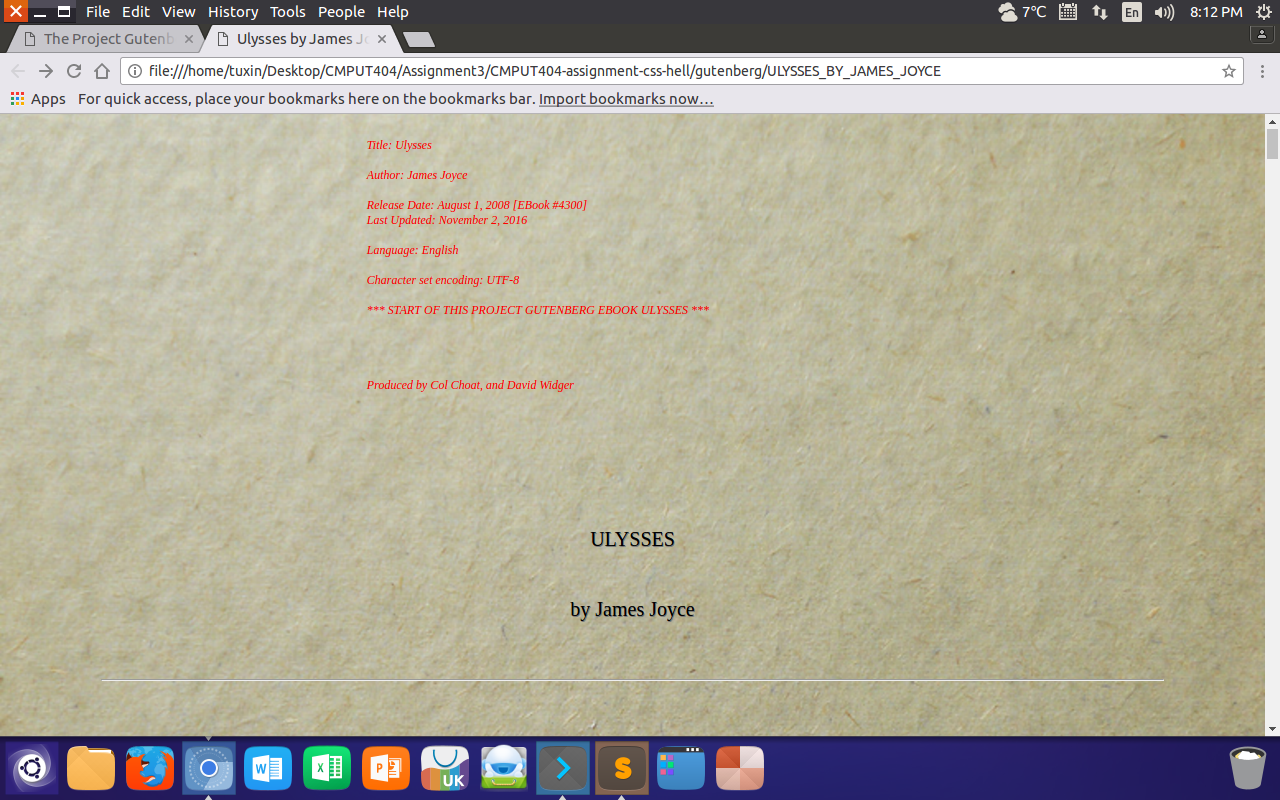 File Edit View History Tools People Help
7°C
En
8:12 PM
The Project Gutenb
Ulysses by James Jo
file:///home/tuxin/Desktop/CMPUT404/Assignment3/CMPUT404-assignment-css-hell/gutenberg/ULYSSES_BY_JAMES_JOYCE
Apps For quick access, place your bookmarks here on the bookmarks bar. Import bookmarks now…
Title: Ulysses
Author: James Joyce
Release Date: August 1, 2008 [EBook #4300]
Last Updated: November 2, 2016
Language: English
Character set encoding: UTF-8
*** START OF THIS PROJECT GUTENBERG EBOOK ULYSSES ***
Produced by Col Choat, and David Widger
ULYSSES
by James Joyce
W
X
P
UK
S